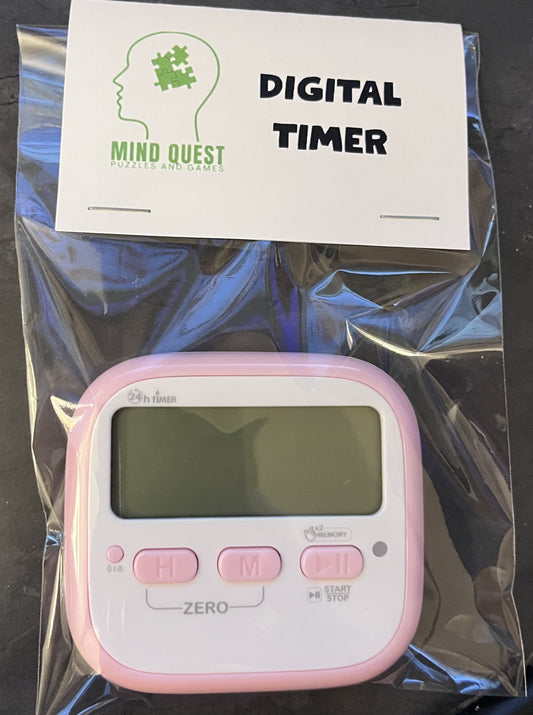 DIGITAL
TIMER
MIND QUEST
PUZZLES AND GAMES
24h TIMER
x2
MEMORY
H
M
START
STOP
ZERO